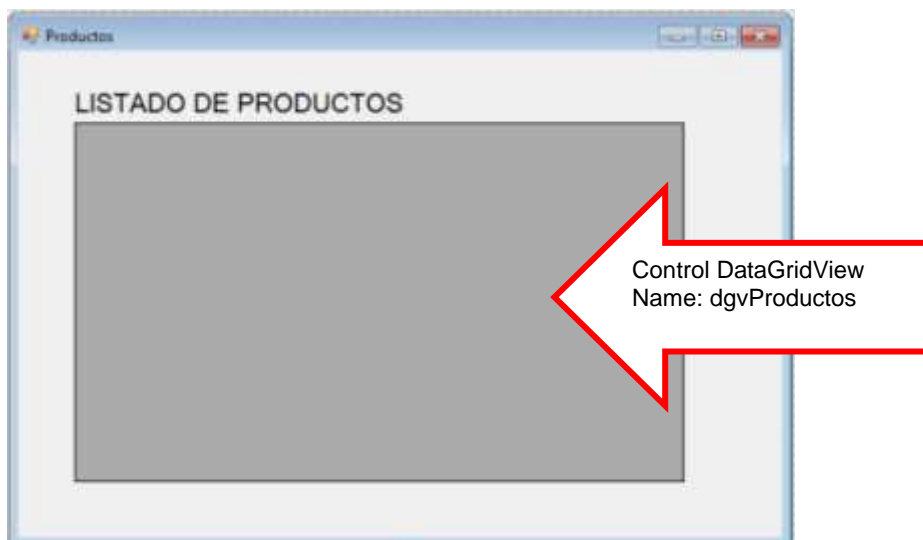 Productos
LISTADO DE PRODUCTOS
Control DataGridView
Name: dgvProductos